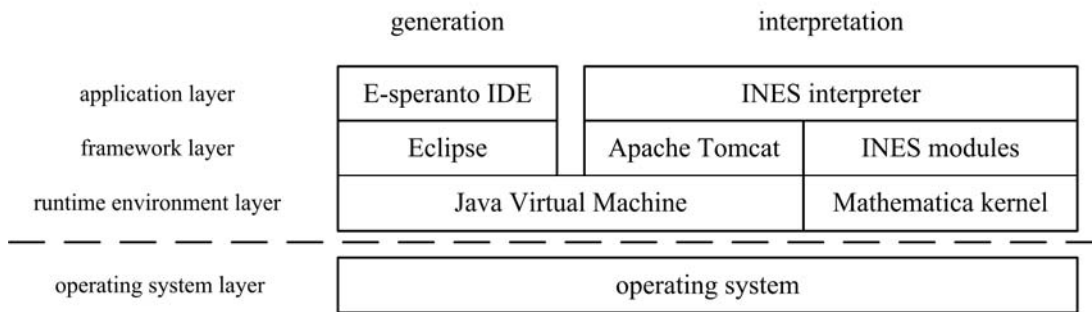 generation interpretation
application layer E-speranto IDE INES interpreter
framework layer Eclipse Apache Tomcat INES modules
runtime environment layer Java Virtual Machine Mathematica kernel
operating system layer operating system